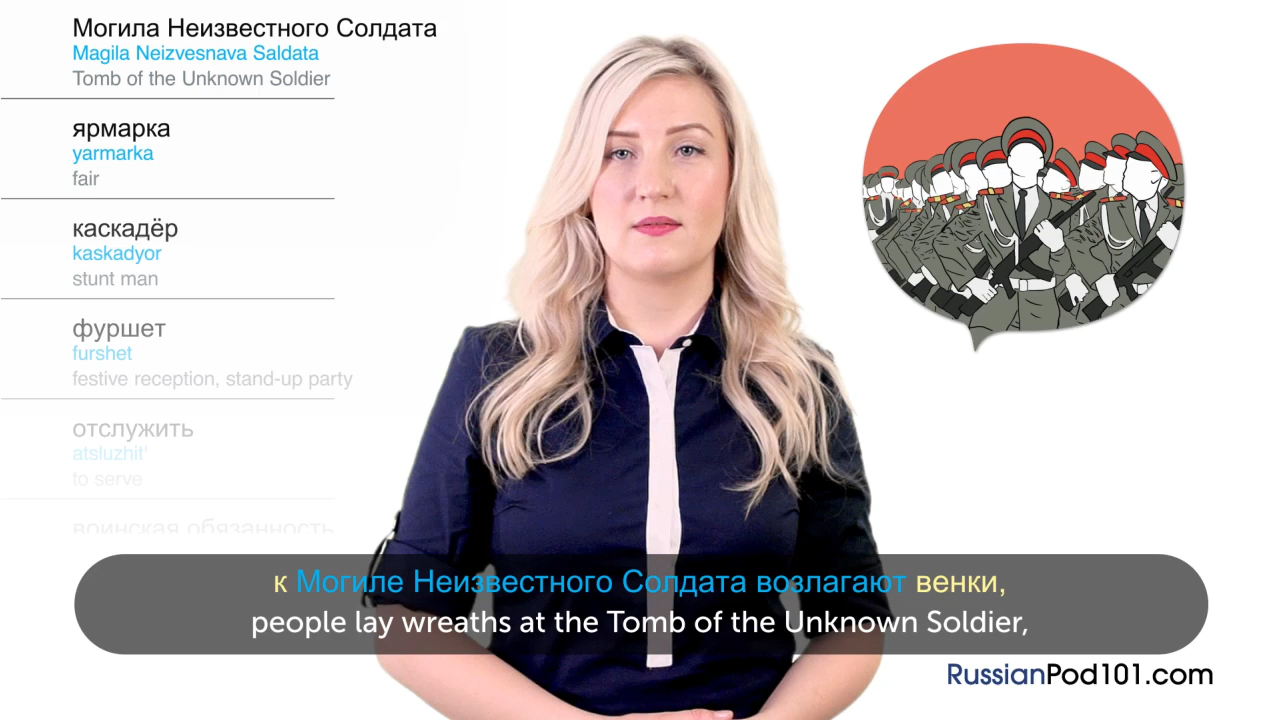 Могила Неизвестного Солдата
Magila Neizvesnava Saldata
Tomb of the Unknown Soldier
ярмарка
yarmarka
fair
каскадёр
kaskadyor
stunt man
фуршет
furshet
festive reception, stand-up party
отслужить
atsluzhit'
to serve
воинская обязанность
к Могиле Неизвестного Солдата возлагают венки,
people lay wreaths at the Tomb of the Unknown Soldier,
RussianPod101.com